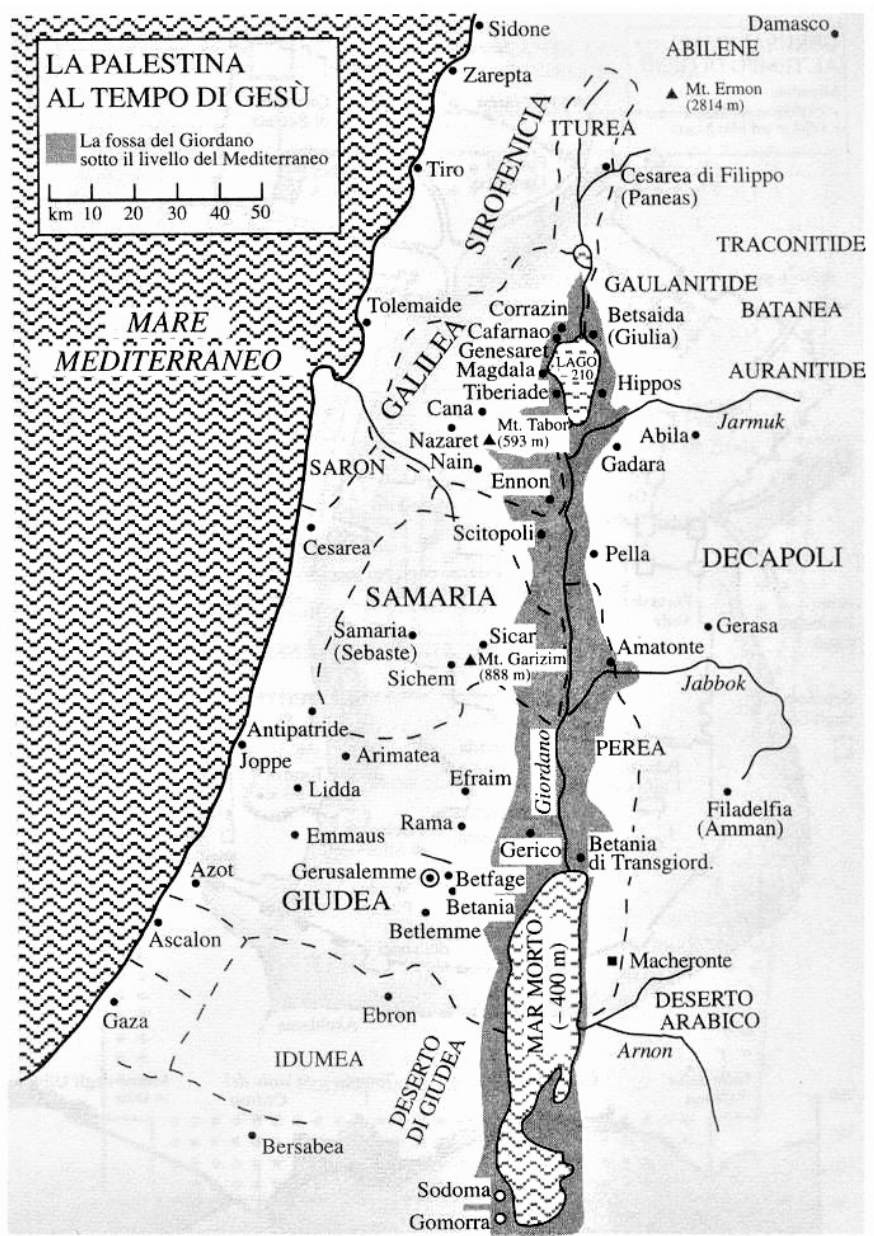 LA PALESTINA
AL TEMPO DI GESÙ
La fossa del Giordano
sotto il livello del Mediterraneo
km 10 20 30 40 50
Sidone
Damasco
ABILENE
Zarepta
Mt. Ermon
(2814 m)
ITUREA
SIROFENICIA
Tiro
Cesarea di Filippo
(Paneas)
TRACONITIDE
GAULANITIDE
MARE
MEDITERRANEO
Tolemaide
Corrazin
Betsaida
(Giulia)
BATANEA
Cafarnao
Genesaret
LAGO
– 210
Magdala
AURANITIDE
GALILEA
Tiberiade
Hippos
Cana
Jarmuk
Mt. Tabor
(593 m)
Nazaret
Abila
Gadara
SARON
Nain
Ennon
Cesarea
Scitopoli
Pella
DECAPOLI
SAMARIA
Samaria
(Sebaste)
Sicar
Gerasa
Mt. Garizim
(888 m)
Amatonte
Sichem
Jabbok
Antipatride
Joppe
Arimatea
Giordano
PEREA
Lidda
Efraim
Filadelfia
(Amman)
Emmaus
Rama
Gerico
Betania
di Transgiord.
Azot
Gerusalemme
Betfage
GIUDEA
Betania
Ascalon
Betlemme
MAR MORTO
(– 400 m)
Macheronte
Gaza
Ebron
DESERTO
ARABICO
IDUMEA
DESERTO
DI GIUDEA
Arnon
Bersabea
Sodoma
Gomorra